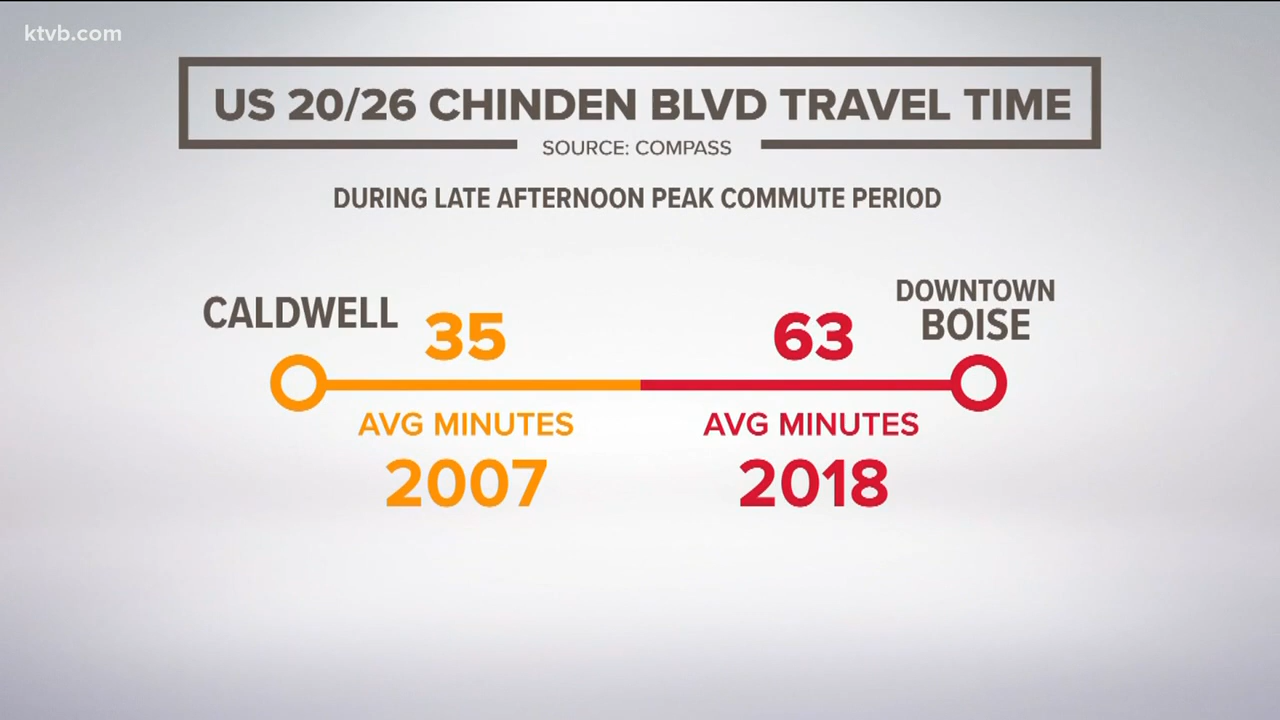 ktvb.com
US 20/26 CHINDEN BLVD TRAVEL TIME
SOURCE: COMPASS
DURING LATE AFTERNOON PEAK COMMUTE PERIOD
CALDWELL
35
AVG MINUTES
2007
63
AVG MINUTES
2018
DOWNTOWN
BOISE